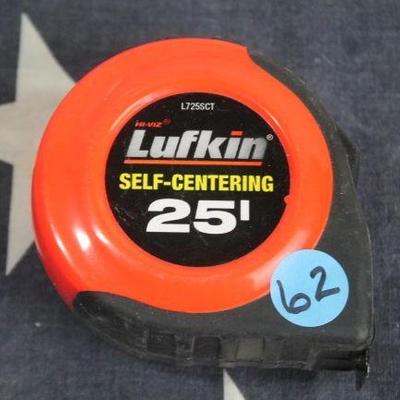 L725SCT
HI-VIZ®
Lufkin®
SELF-CENTERING
25'
62